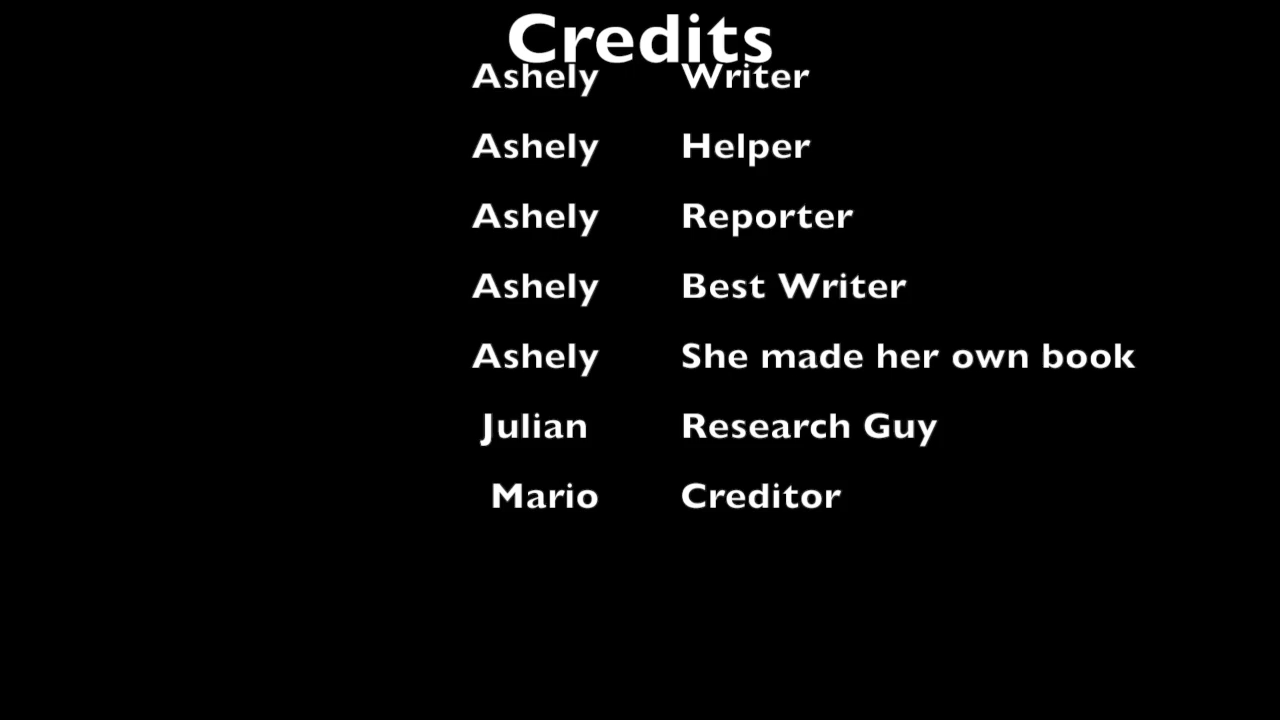 Credits
Ashely Writer
Ashely Helper
Ashely Reporter
Ashely Best Writer
Ashely She made her own book
Julian Research Guy
Mario Creditor